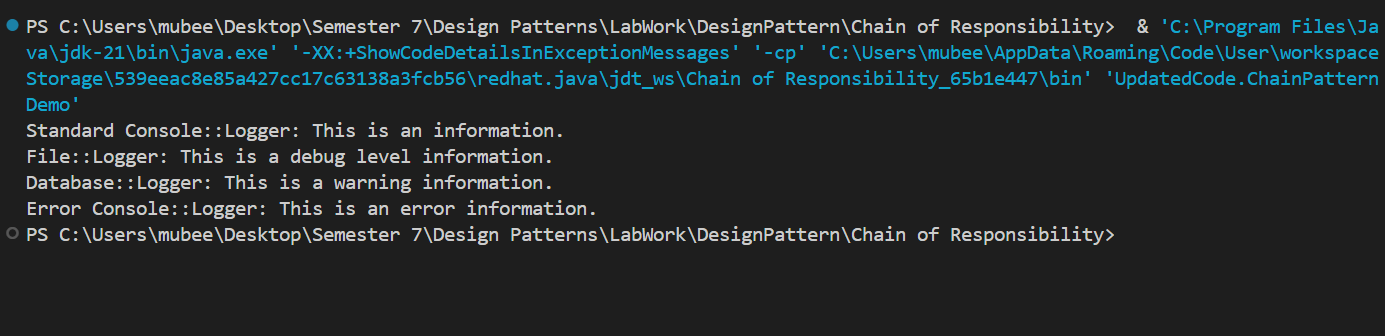 PS C:\Users\mubee\Desktop\Semester 7\Design Patterns\LabWork\DesignPattern\Chain of Responsibility>  & 'C:\Program Files\Ja
va\jdk-21\bin\java.exe' '-XX:+ShowCodeDetailsInExceptionMessages' '-cp' 'C:\Users\mubee\AppData\Roaming\Code\User\workspace
Storage\539eeac8e85a427cc17c63138a3fcb56\redhat.java\jdt_ws\Chain of Responsibility_65b1e447\bin' 'UpdatedCode.ChainPattern
Demo'
Standard Console::Logger: This is an information.
File::Logger: This is a debug level information.
Database::Logger: This is a warning information.
Error Console::Logger: This is an error information.
PS C:\Users\mubee\Desktop\Semester 7\Design Patterns\LabWork\DesignPattern\Chain of Responsibility>